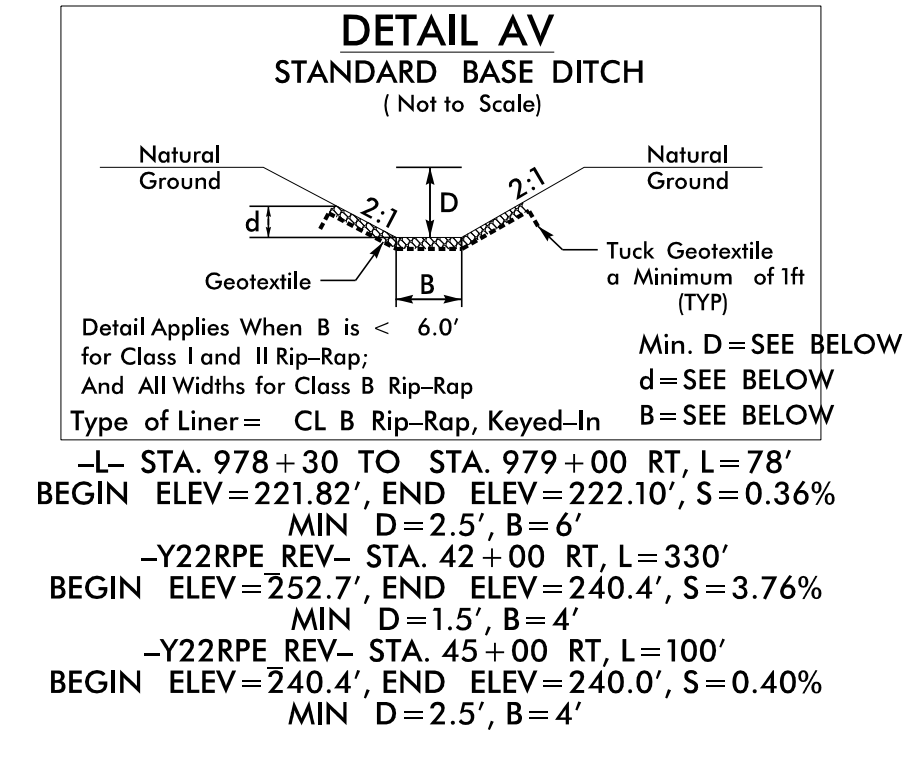 DETAIL AV
STANDARD BASE DITCH
( Not to Scale)
Natural
Ground
Natural
Ground
2:1
D
2:1
d
Geotextile
B
Tuck Geotextile
a Minimum of 1ft
(TYP)
Detail Applies When B is < 6.0'
for Class I and II Rip-Rap;
And All Widths for Class B Rip-Rap
Type of Liner= CL B Rip-Rap, Keyed-In
Min. D=SEE BELOW
d=SEE BELOW
B=SEE BELOW
-L- STA. 978+30 TO STA. 979+00 RT, L=78'
BEGIN ELEV=221.82', END ELEV=222.10', S=0.36%
MIN D=2.5', B=6'
-Y22RPE_REV- STA. 42+00 RT, L=330'
BEGIN ELEV=252.7', END ELEV=240.4', S=3.76%
MIN D=1.5', B=4'
-Y22RPE_REV- STA. 45+00 RT, L=100'
BEGIN ELEV=240.4', END ELEV=240.0', S=0.40%
MIN D=2.5', B=4'